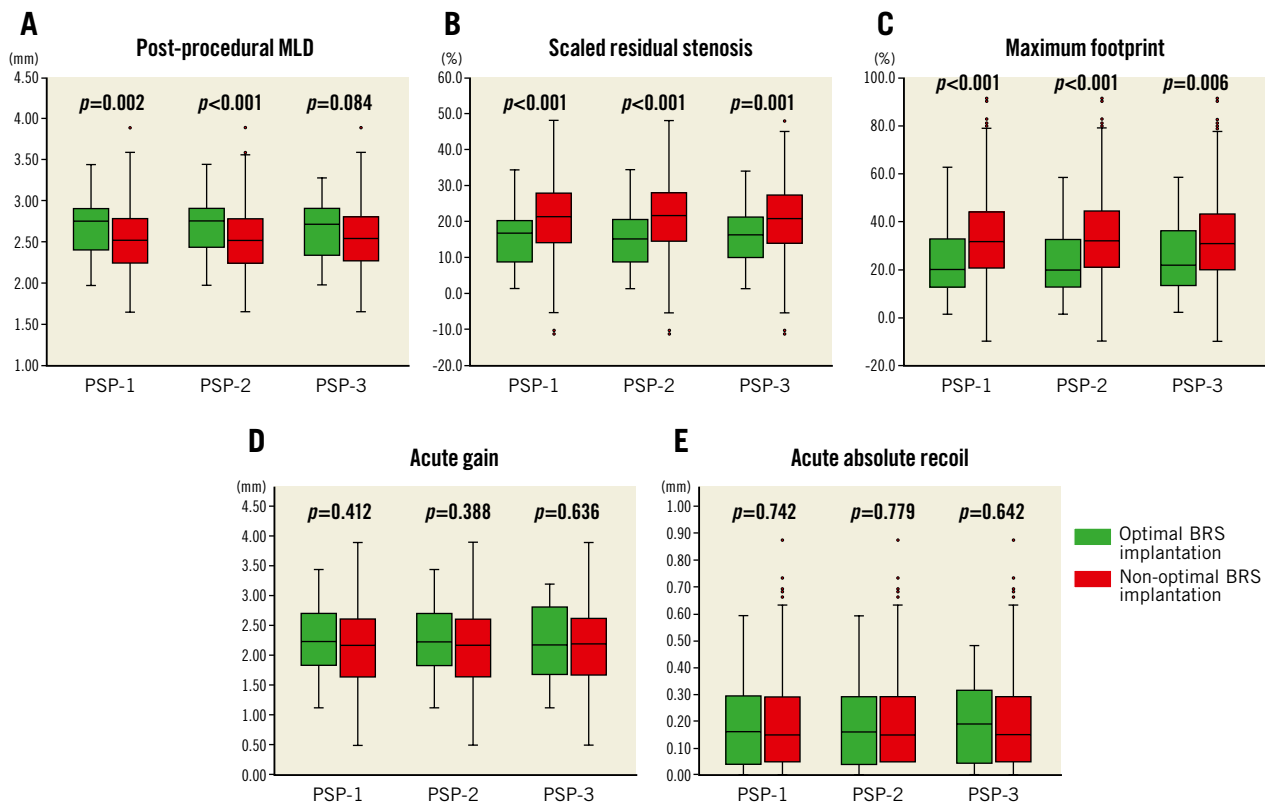 A
Post-procedural MLD
(mm)
4.50
4.00
3.50
3.00
2.50
2.00
1.50
1.00
p=0.002
p<0.001
p=0.084
PSP-1
PSP-2
PSP-3
B
Scaled residual stenosis
(%)
60.0
50.0
40.0
30.0
20.0
10.0
0.0
-10.0
-20.0
p<0.001
p<0.001
p=0.001
PSP-1
PSP-2
PSP-3
C
Maximum footprint
(%)
100.0
80.0
60.0
40.0
20.0
0.0
-20.0
p<0.001
p<0.001
p=0.006
PSP-1
PSP-2
PSP-3
D
Acute gain
(mm)
4.50
4.00
3.50
3.00
2.50
2.00
1.50
1.00
0.50
0.00
p=0.412
p=0.388
p=0.636
PSP-1
PSP-2
PSP-3
E
Acute absolute recoil
(mm)
1.00
0.90
0.80
0.70
0.60
0.50
0.40
0.30
0.20
0.10
0.00
p=0.742
p=0.779
p=0.642
PSP-1
PSP-2
PSP-3
Optimal BRS
implantation
Non-optimal BRS
implantation